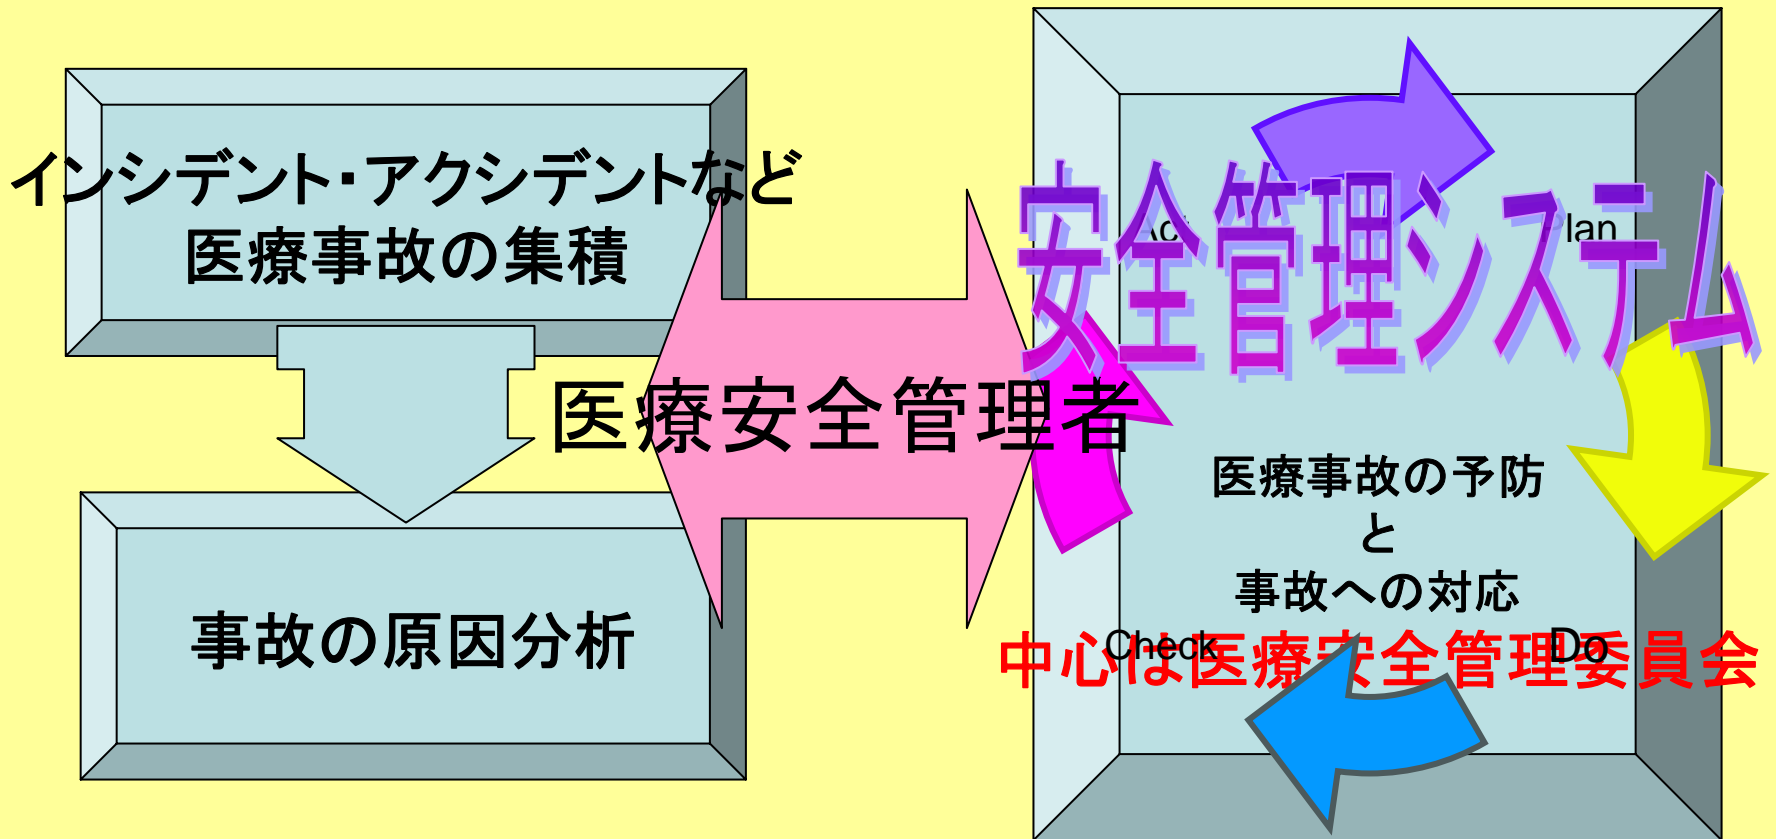 インシデント・アクシデントなど
医療事故の集積
事故の原因分析
医療安全管理者
安全管理システム
Act
Plan
医療事故の予防
と
事故への対応
Check
Do
中心は医療安全管理委員会